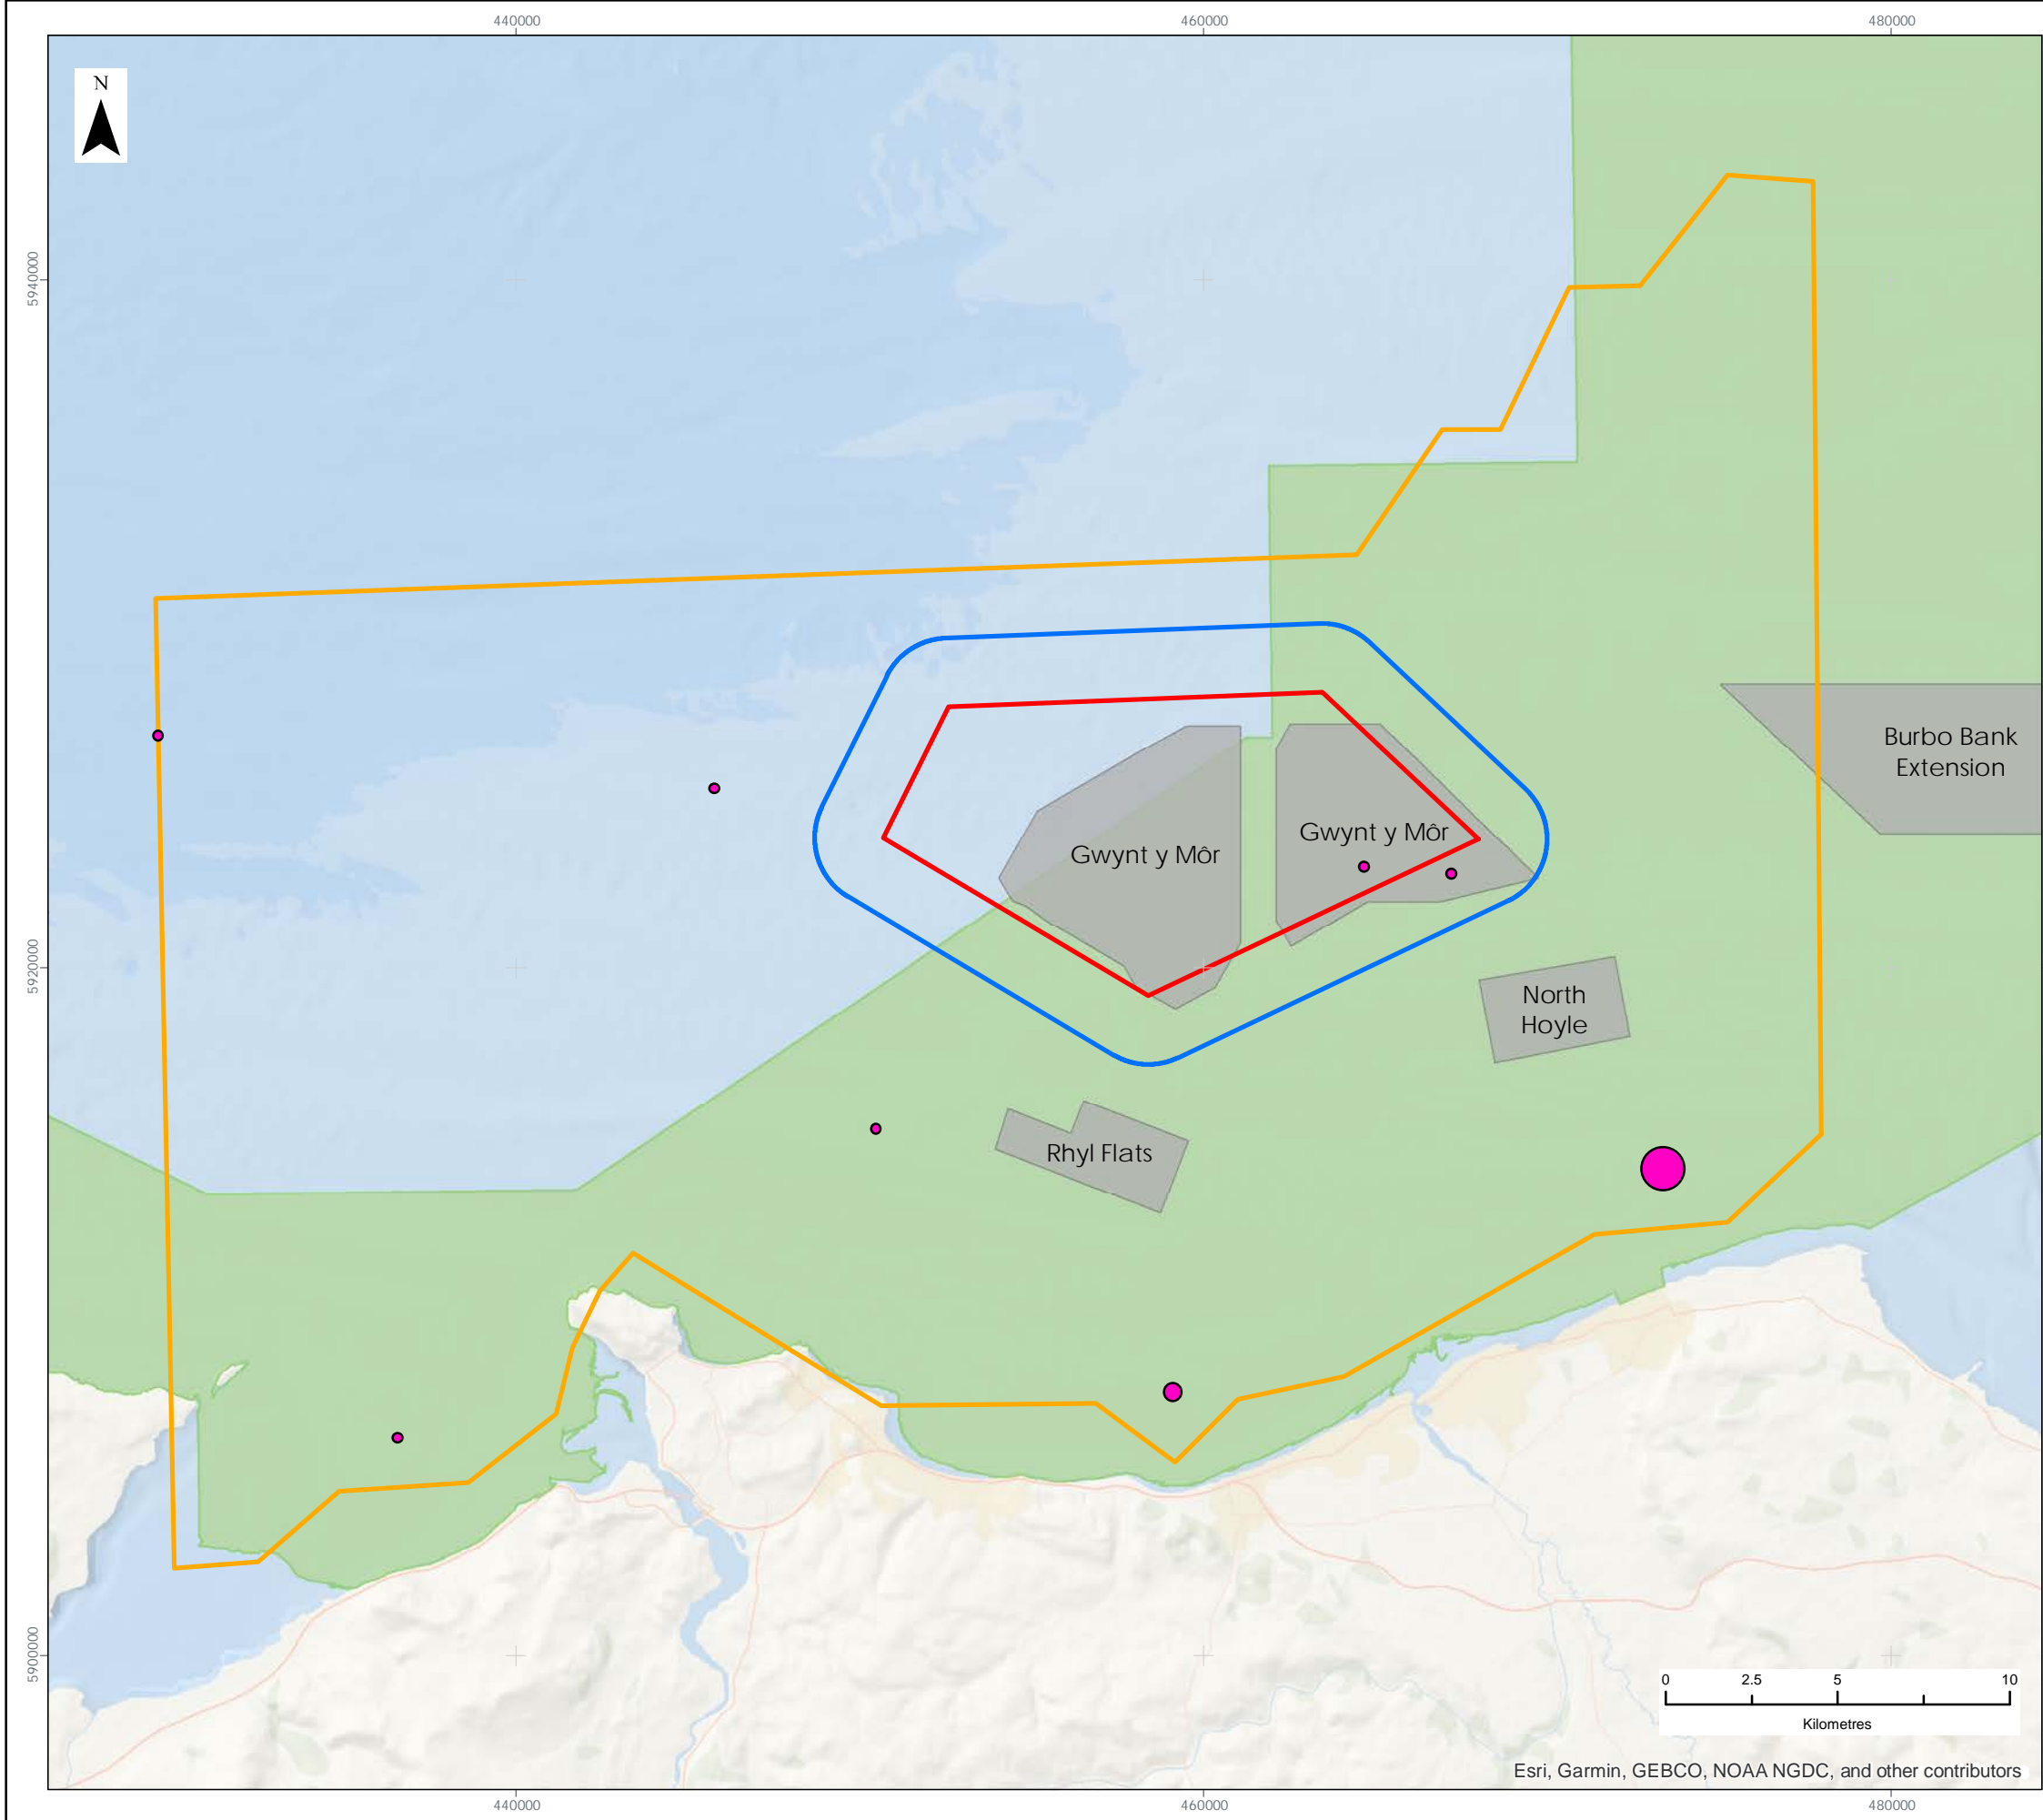 440000
460000
480000
N
5940000
Burbo Bank
Extension
Gwynt y Môr
Gwynt y Môr
5920000
North
Hoyle
Rhyl Flats
5900000
0 2.5 5 10
Kilometres
Esri, Garmin, GEBCO, NOAA NGDC, and other contributors
440000
460000
480000